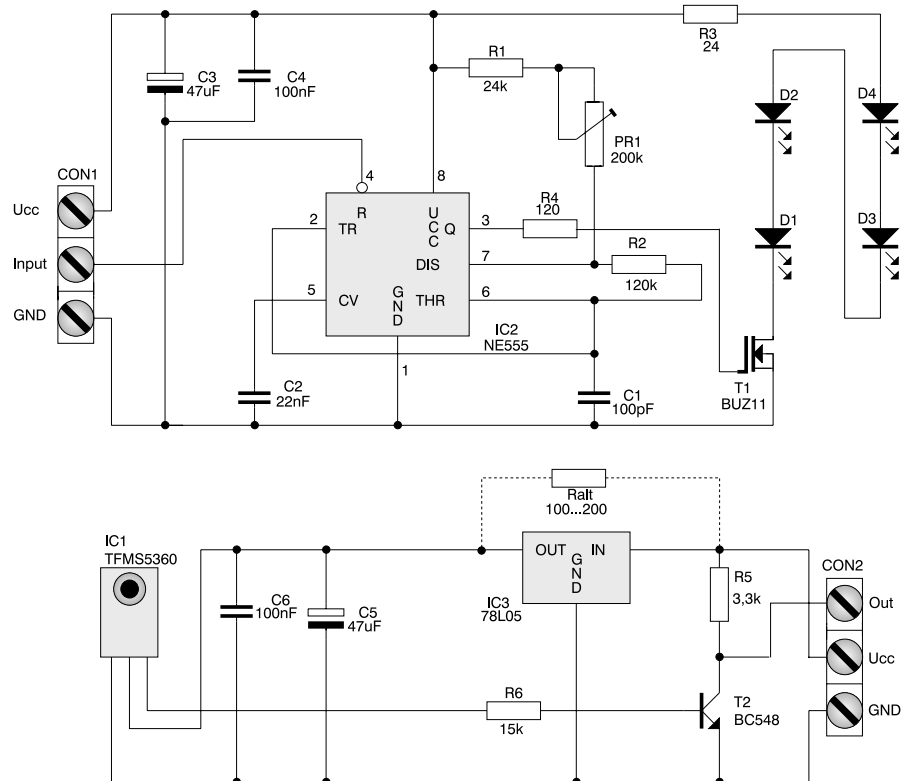 R3
24
R1
24k
C3
47uF
C4
100nF
D2
D4
PR1
200k
CON1
4
8
Ucc
R
U
C
C
Q
2
TR
3
R4
120
D1
D3
Input
DIS
7
R2
120k
5
CV
G
N
D
THR
6
GND
IC2
NE555
1
C2
22nF
C1
100pF
T1
BUZ11
Ralt
100...200
IC1
TFMS5360
OUT
G
N
D
IN
IC3
78L05
CON2
R5
3,3k
Out
C6
100nF
C5
47uF
Ucc
R6
15k
T2
BC548
GND